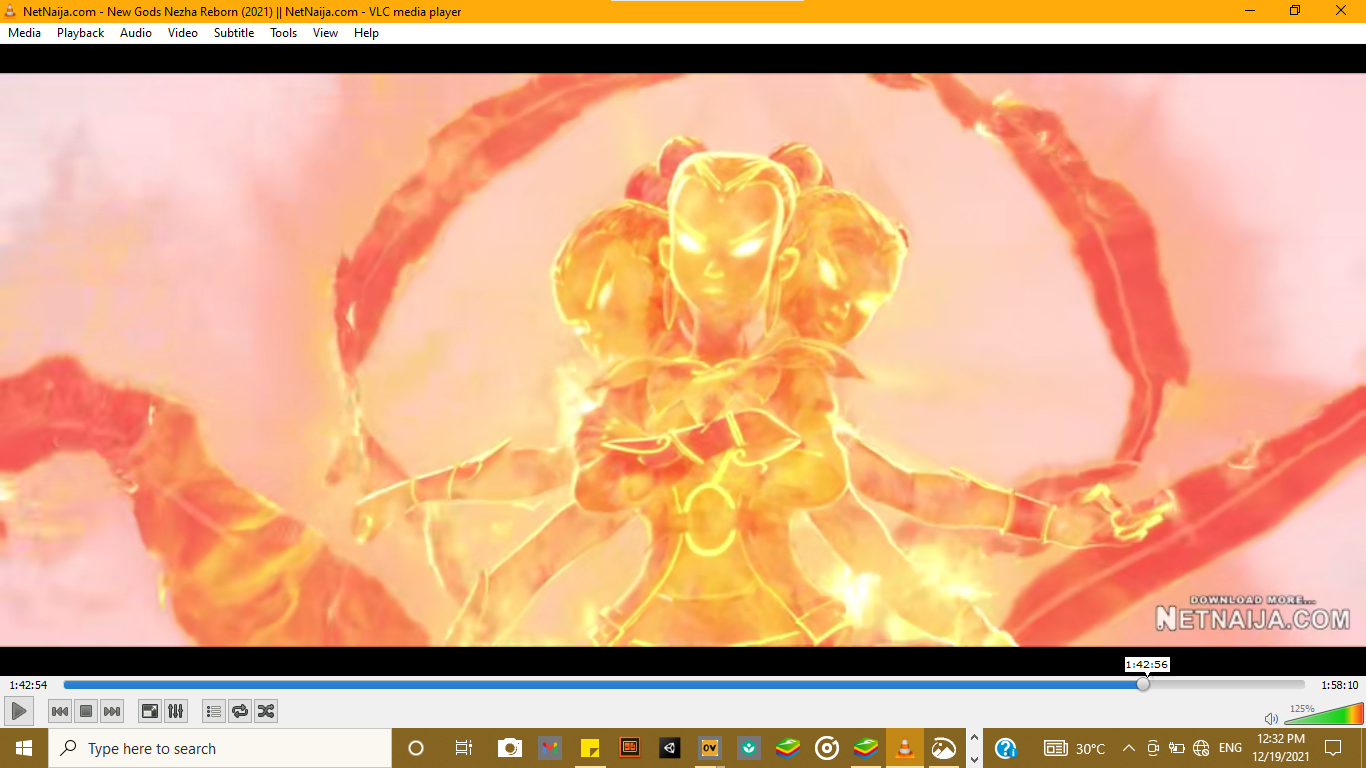 NetNaija.com - New Gods Nezha Reborn (2021) || NetNaija.com - VLC media player
Media Playback Audio Video Subtitle Tools View Help
DOWNLOAD MORE...
NETNAIJA.COM
1:42:56
1:42:54 1:58:10
125%
Type here to search
OV
30°C
ENG
12:32 PM
12/19/2021